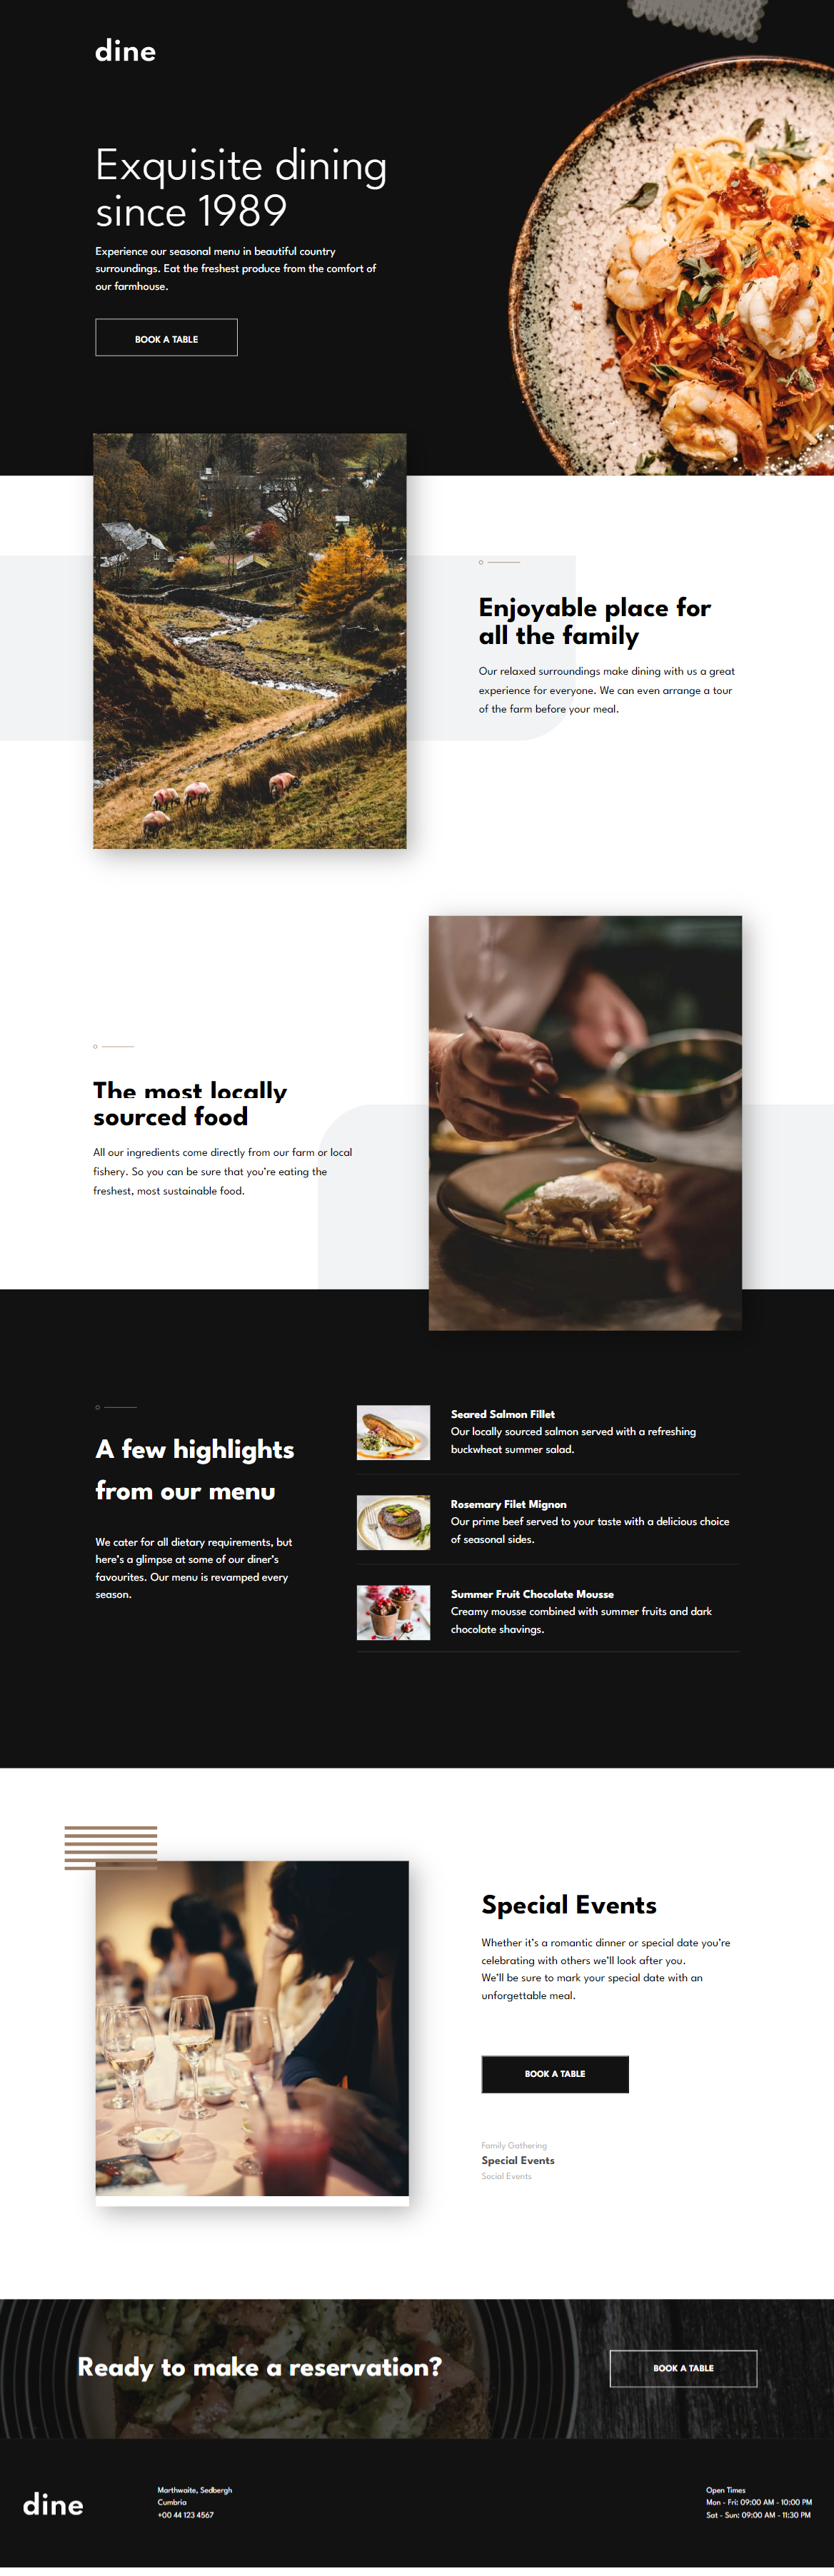 dine
Exquisite dining
since 1989
Experience our seasonal menu in beautiful country
surroundings. Eat the freshest produce from the comfort of
our farmhouse.
BOOK A TABLE
Enjoyable place for
all the family
Our relaxed surroundings make dining with us a great
experience for everyone. We can even arrange a tour
of the farm before your meal.
The most locally
sourced food
All our ingredients come directly from our farm or local
fishery. So you can be sure that you're eating the
freshest, most sustainable food.
A few highlights
from our menu
We cater for all dietary requirements, but
here's a glimpse at some of our diner's
favourites. Our menu is revamped every
season.
Seared Salmon Fillet
Our locally sourced salmon served with a refreshing
buckwheat summer salad.
Rosemary Filet Mignon
Our prime beef served to your taste with a delicious choice
of seasonal sides.
Summer Fruit Chocolate Mousse
Creamy mousse combined with summer fruits and dark
chocolate shavings.
Special Events
Whether it's a romantic dinner or special date you're
celebrating with others we'll look after you.
We'll be sure to mark your special date with an
unforgettable meal.
BOOK A TABLE
Family Gathering
Special Events
Social Events
Ready to make a reservation?
BOOK A TABLE
dine
Marthwaite, Sedbergh
Cumbria
+00 44 123 4567
Open Times
Mon - Fri: 09:00 AM - 10:00 PM
Sat - Sun: 09:00 AM - 11:30 PM